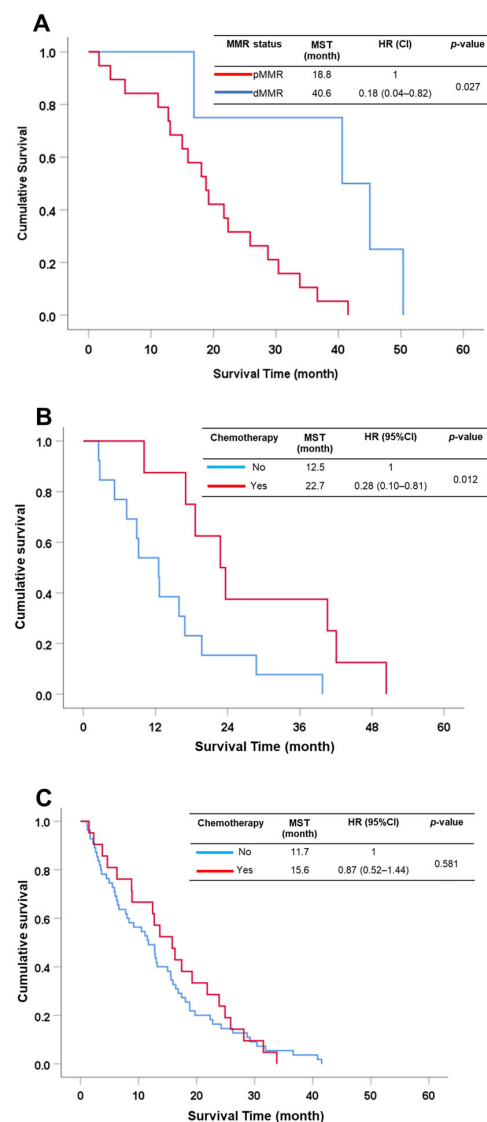 A
MMR status MST (month) HR (CI) p-value
pMMR 18.8 1 0.027
dMMR 40.6 0.18 (0.04–0.82)
Cumulative Survival
1.0
0.8
0.6
0.4
0.2
0.0
0 10 20 30 40 50 60
Survival Time (month)
B
Chemotherapy MST (month) HR (95%CI) p-value
No 12.5 1 0.012
Yes 22.7 0.28 (0.10–0.81)
Cumulative survival
1.0
0.8
0.6
0.4
0.2
0.0
0 12 24 36 48 60
Survival Time (month)
C
Chemotherapy MST (month) HR (95%CI) p-value
No 11.7 1 0.581
Yes 15.6 0.87 (0.52–1.44)
Cumulative survival
1.0
0.8
0.6
0.4
0.2
0.0
0 10 20 30 40 50 60
Survival Time (month)